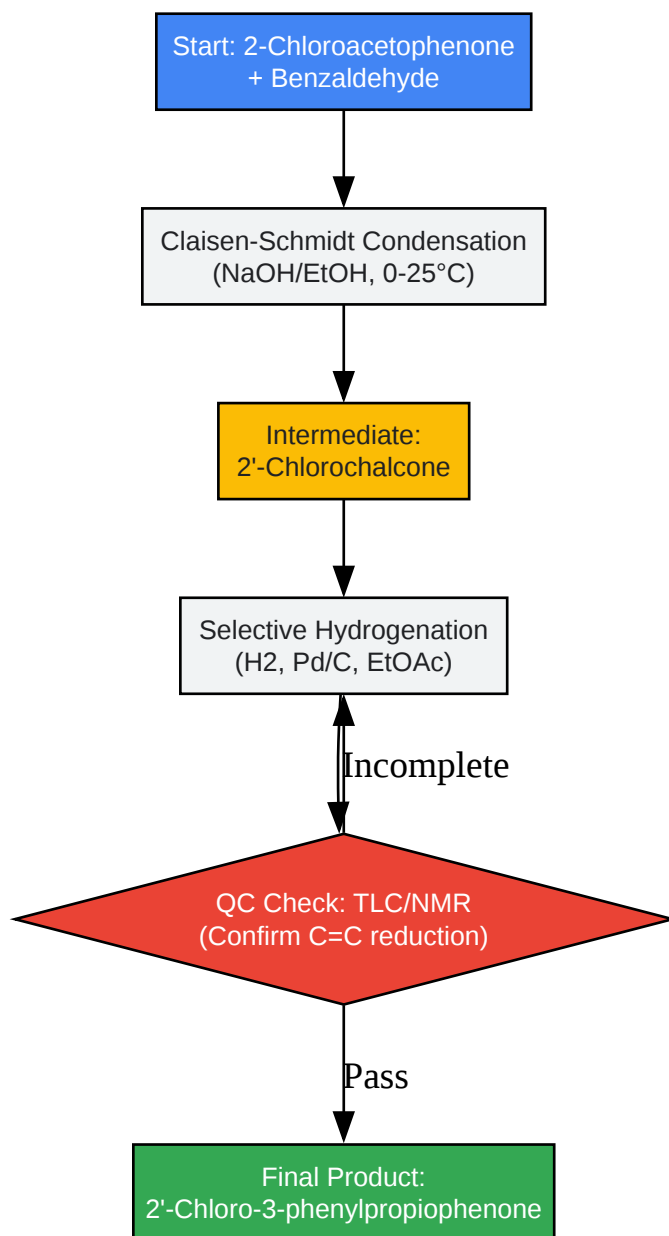 Start: 2-Chloroacetophenone
+ Benzaldehyde
Claisen-Schmidt Condensation
(NaOH/EtOH, 0-25°C)
Intermediate:
2'-Chlorochalcone
Selective Hydrogenation
(H2, Pd/C, EtOAc)
Incomplete
QC Check: TLC/NMR
(Confirm C=C reduction)
Pass
Final Product:
2'-Chloro-3-phenylpropiophenone